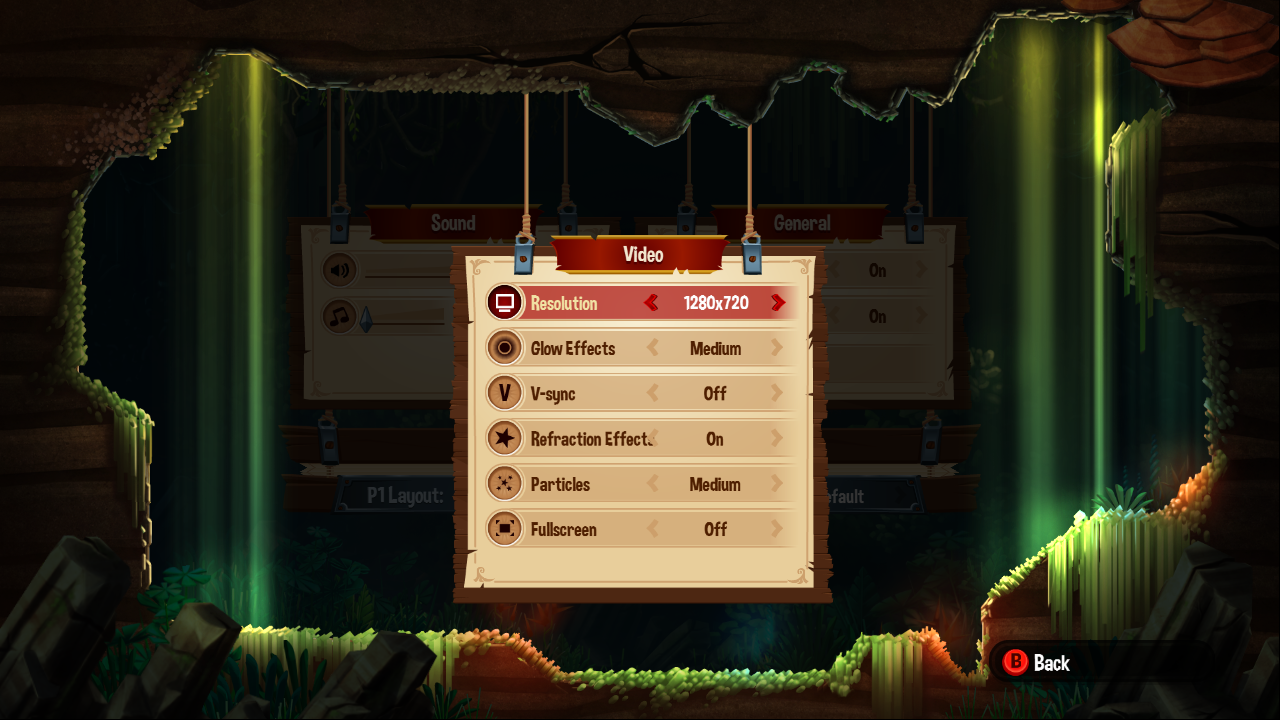 Sound
General
Video
On
Resolution 1280x720
On
Glow Effects Medium
V V-sync Off
Refraction Effects On
Particles Medium
P1 Layout:
efault
Fullscreen Off
B Back